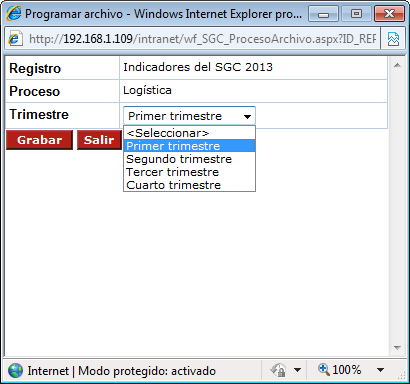 Programar archivo - Windows Internet Explorer pro...
http://192.168.1.109/intranet/wf_SGC_ProcesoArchivo.aspx?ID_REF
Registro Indicadores del SGC 2013
Proceso Logística
Trimestre Primer trimestre
<Seleccionar>
Primer trimestre
Segundo trimestre
Tercer trimestre
Cuarto trimestre
Grabar Salir
Internet | Modo protegido: activado 100%